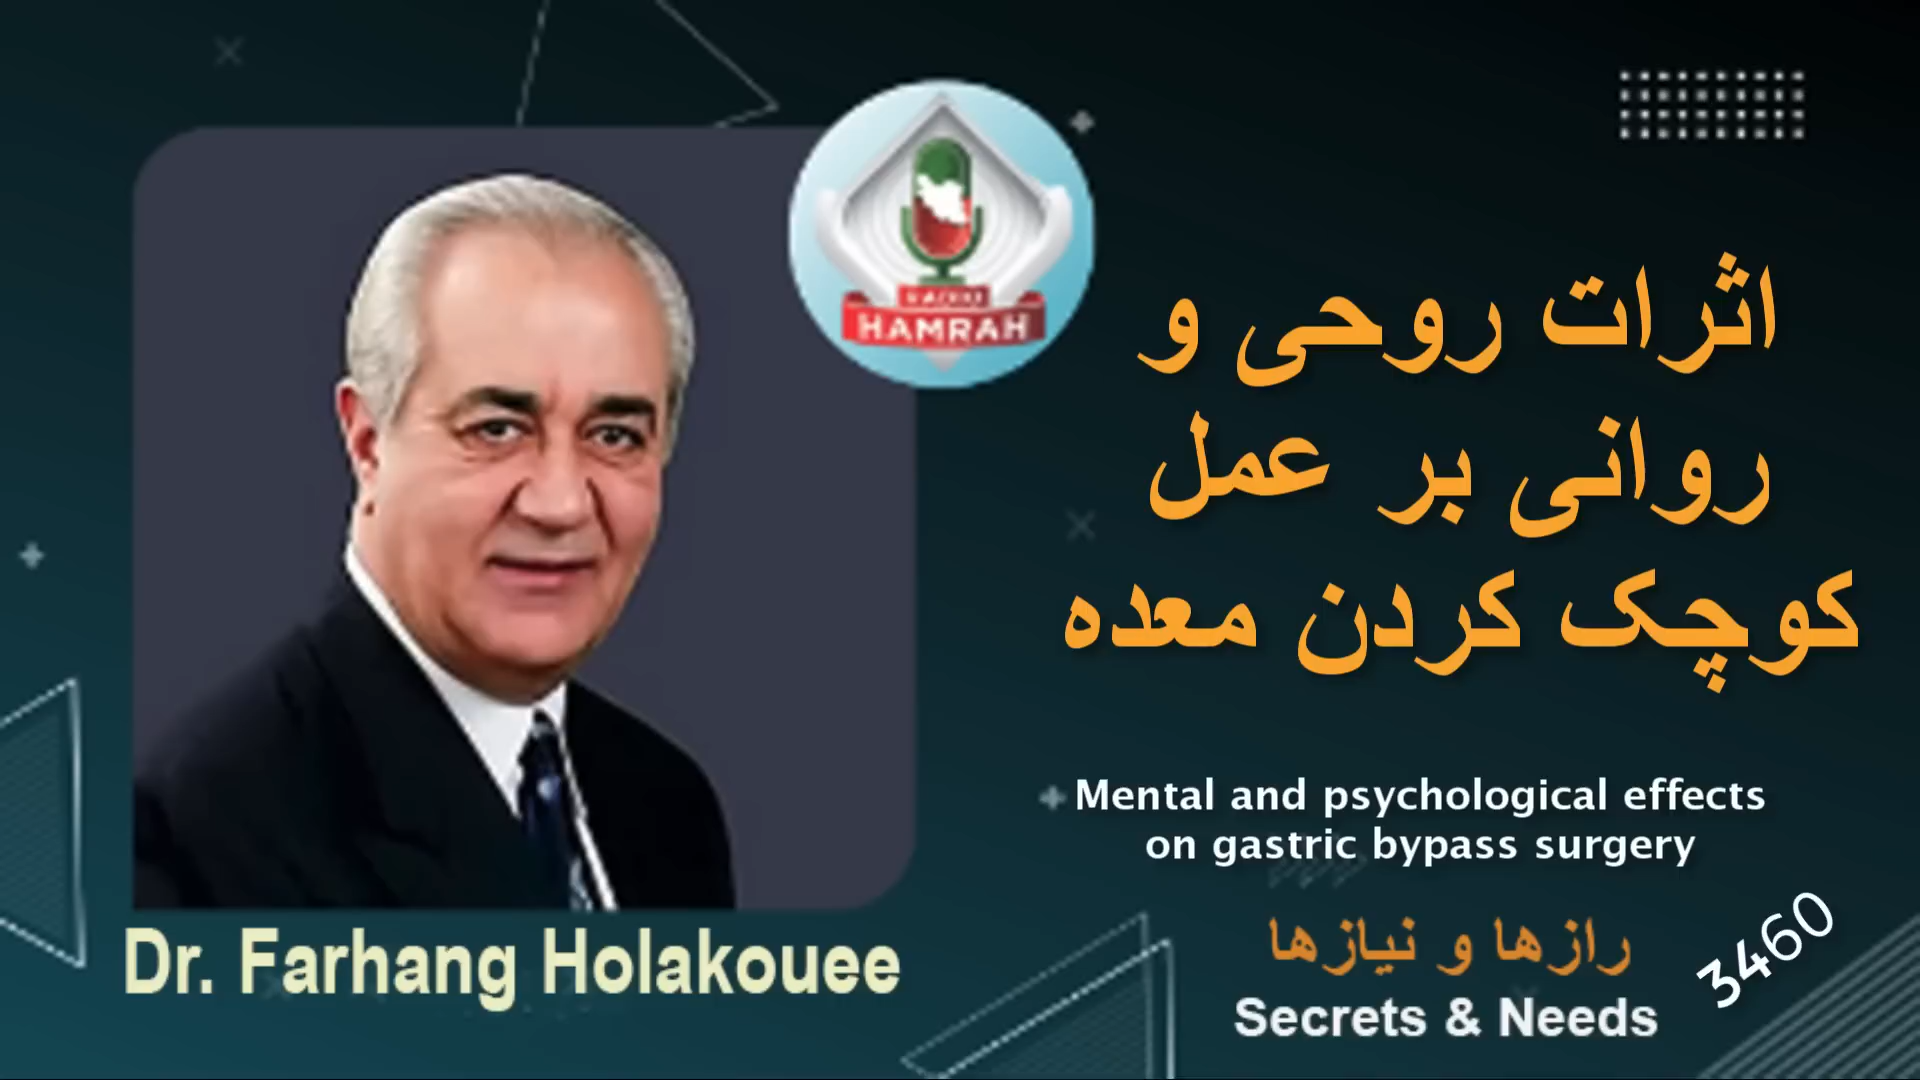 RADIO
HAMRAH
اثرات روحی و
روانی بر عمل
کوچک کردن معده
Mental and psychological effects
on gastric bypass surgery
رازها و نیازها
3460
Secrets & Needs
Dr. Farhang Holakouee